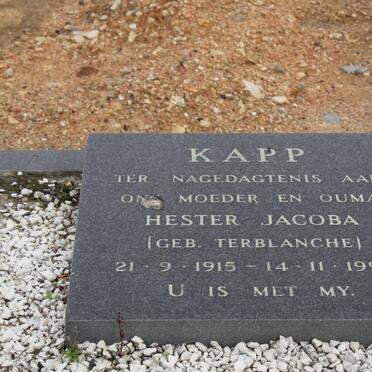 KAPP
TER NAGEDAGTENIS
MOEDER EN OUMA
HESTER JACOBA
(GEB. TERBLANCHE)
21 · 9 · 1915 - 14 · 11 ·
U IS MET MY.